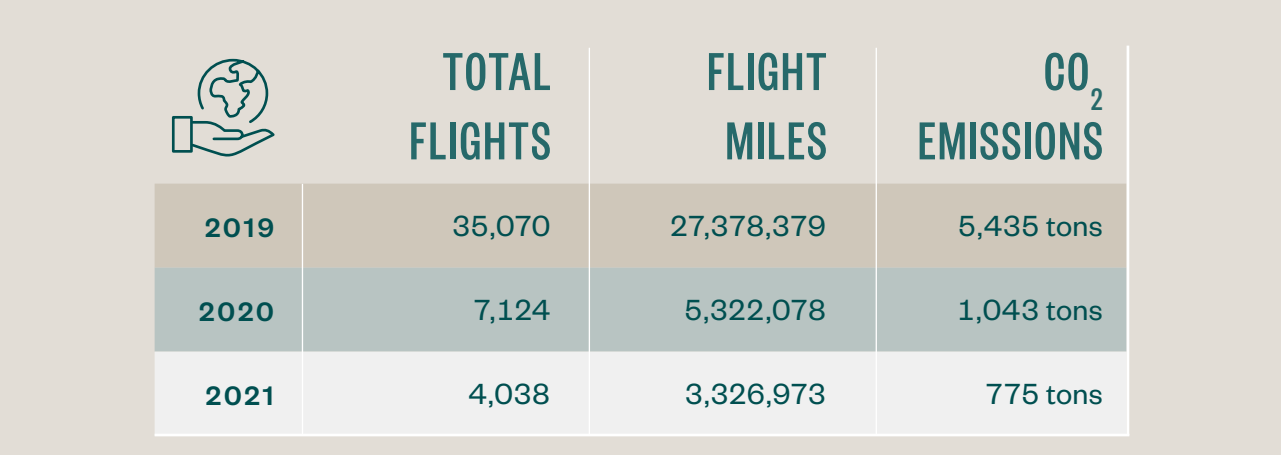 TOTAL FLIGHTS
FLIGHT MILES
CO₂ EMISSIONS
2019 35,070 27,378,379 5,435 tons
2020 7,124 5,322,078 1,043 tons
2021 4,038 3,326,973 775 tons